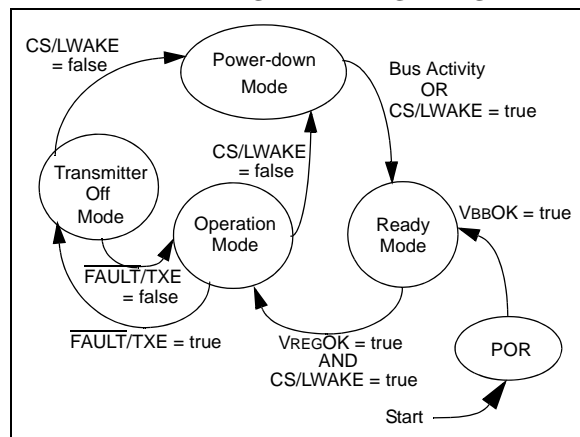 CS/LWAKE
= false
Power-down
Mode
Bus Activity
OR
CS/LWAKE = true
CS/LWAKE
= false
Transmitter
Off
Mode
Operation
Mode
Ready
Mode
VBBOK = true
FAULT/TXE
= false
FAULT/TXE = true
VREGOK = true
AND
CS/LWAKE = true
POR
Start